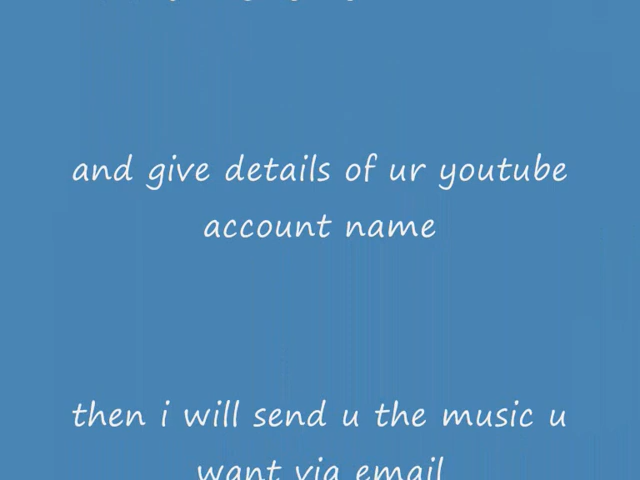 and give details of ur youtube
account name
then i will send u the music u
want via email